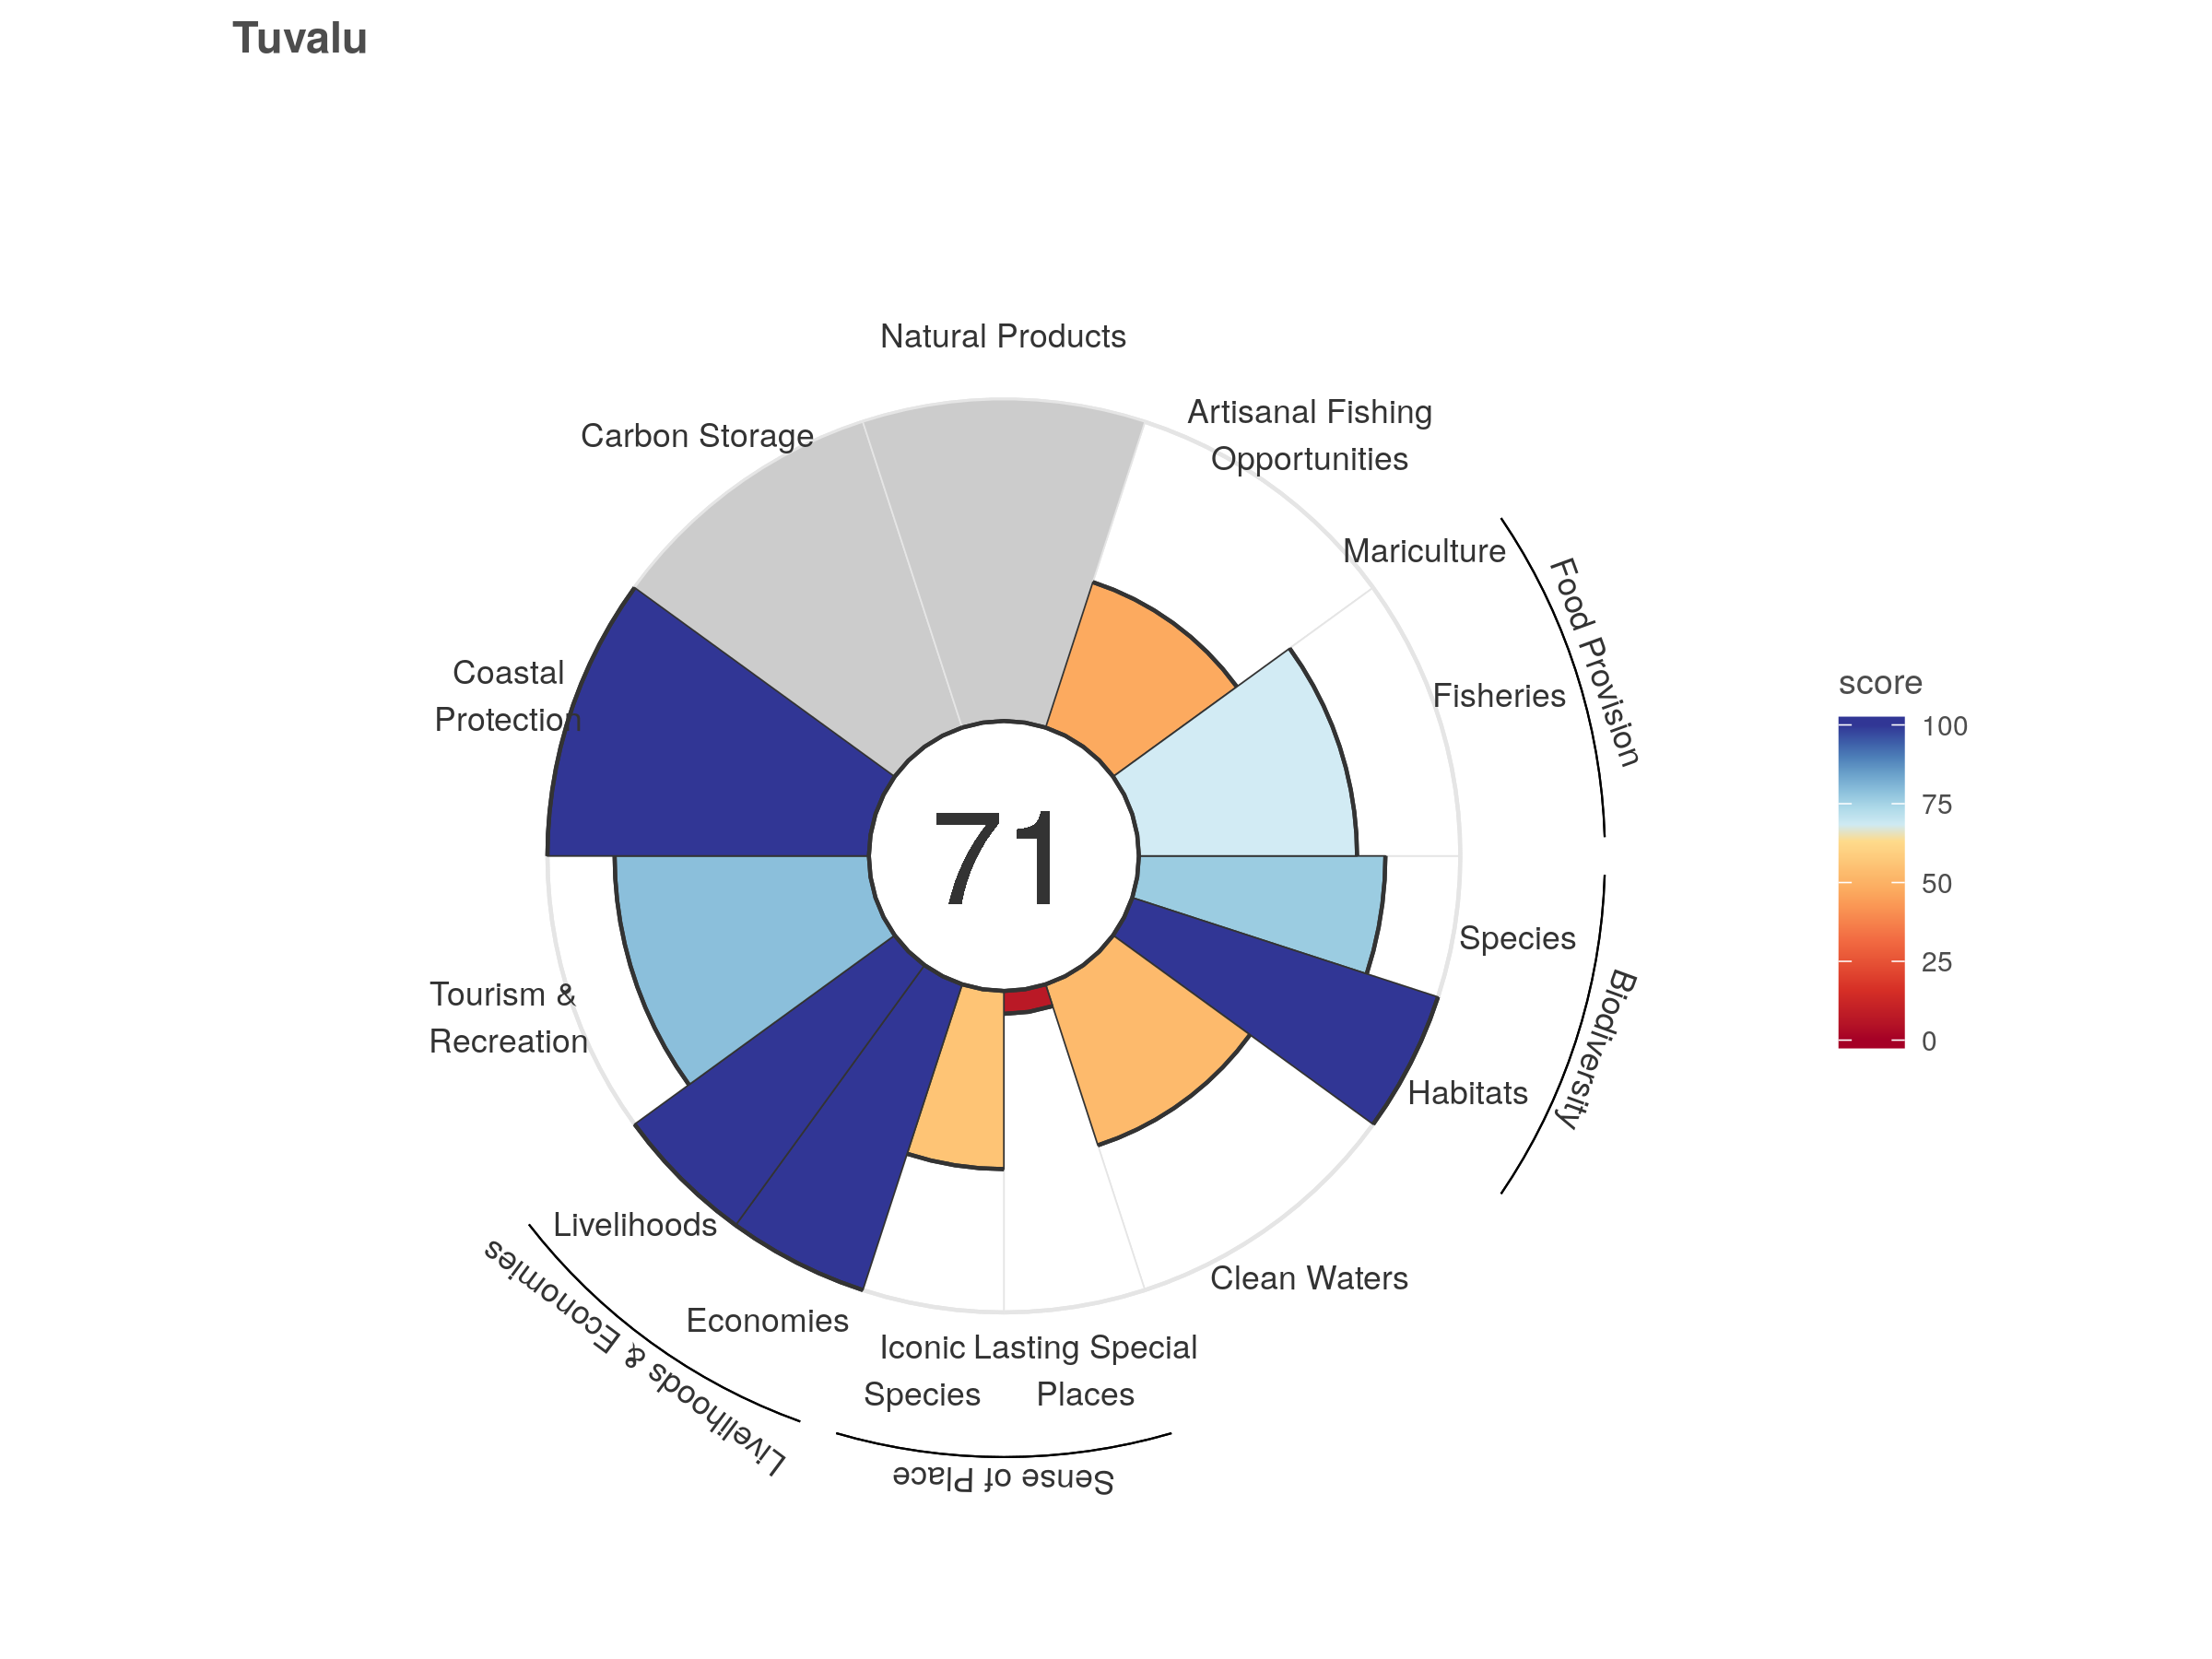 Tuvalu
Natural Products
Artisanal Fishing
Opportunities
Carbon Storage
Mariculture
Food Provision
Fisheries
Coastal
Protection
score
100
75
50
25
0
71
Species
Biodiversity
Habitats
Tourism &
Recreation
Livelihoods
Livelihoods & Economies
Clean Waters
Economies
Iconic
Species
Lasting Special
Places
Sense of Place